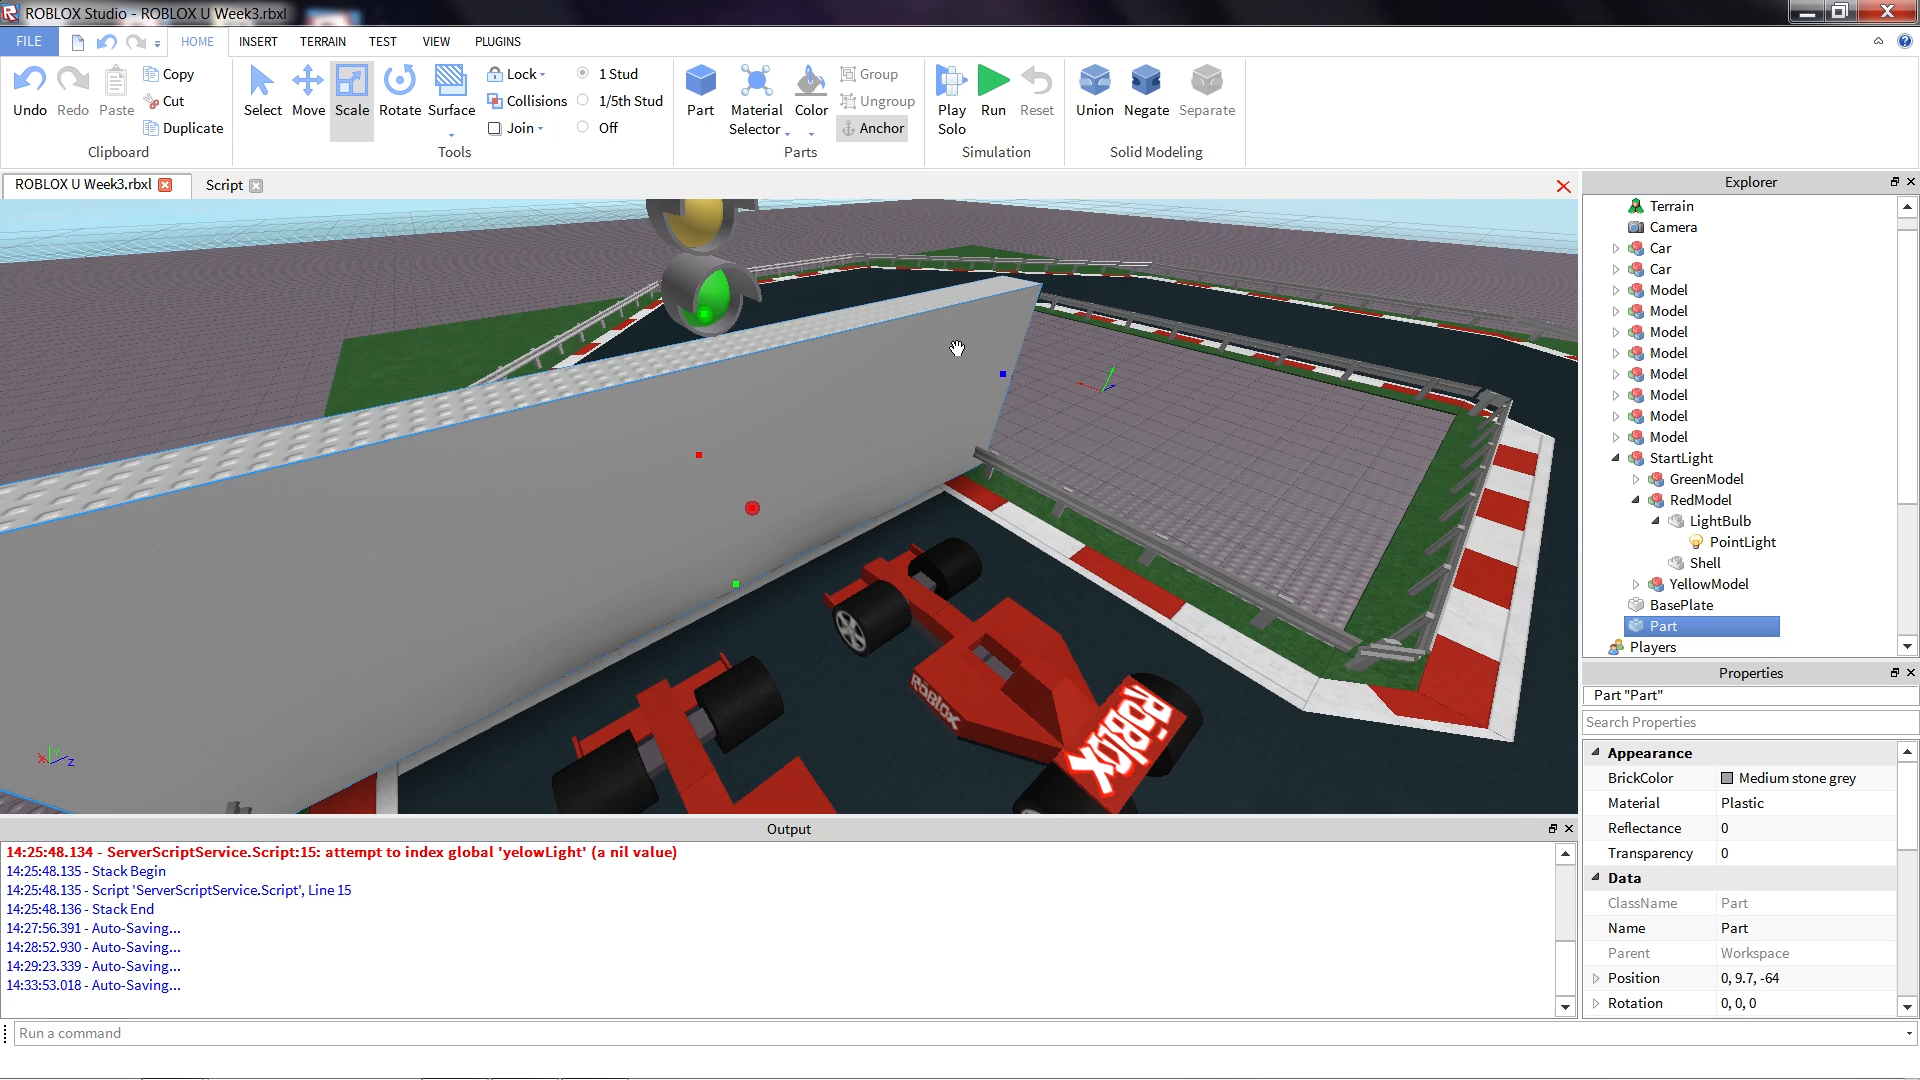 ROBLOX Studio - ROBLOX U Week3.rbxl
FILE HOME INSERT TERRAIN TEST VIEW PLUGINS
Undo Redo Paste Copy Cut Duplicate
Clipboard
Select Move Scale Rotate Surface Lock Collisions Join 1 Stud 1/5th Stud Off
Tools
Part Material Selector Color Group Ungroup Anchor
Parts
Play Solo Run Reset
Simulation
Union Negate Separate
Solid Modeling
ROBLOX U Week3.rbxl Script
ROBLOX
ROBLOX
X Y Z
Explorer
Terrain
Camera
Car
Car
Model
Model
Model
Model
Model
Model
Model
Model
StartLight
GreenModel
RedModel
LightBulb
PointLight
Shell
YellowModel
BasePlate
Part
Players
Properties
Part "Part"
Search Properties
Appearance
BrickColor Medium stone grey
Material Plastic
Reflectance 0
Transparency 0
Data
ClassName Part
Name Part
Parent Workspace
Position 0, 9.7, -64
Rotation 0, 0, 0
Output
14:25:48.134 - ServerScriptService.Script:15: attempt to index global 'yelowLight' (a nil value)
14:25:48.135 - Stack Begin
14:25:48.135 - Script 'ServerScriptService.Script', Line 15
14:25:48.136 - Stack End
14:27:56.391 - Auto-Saving...
14:28:52.930 - Auto-Saving...
14:29:23.339 - Auto-Saving...
14:33:53.018 - Auto-Saving...
Run a command